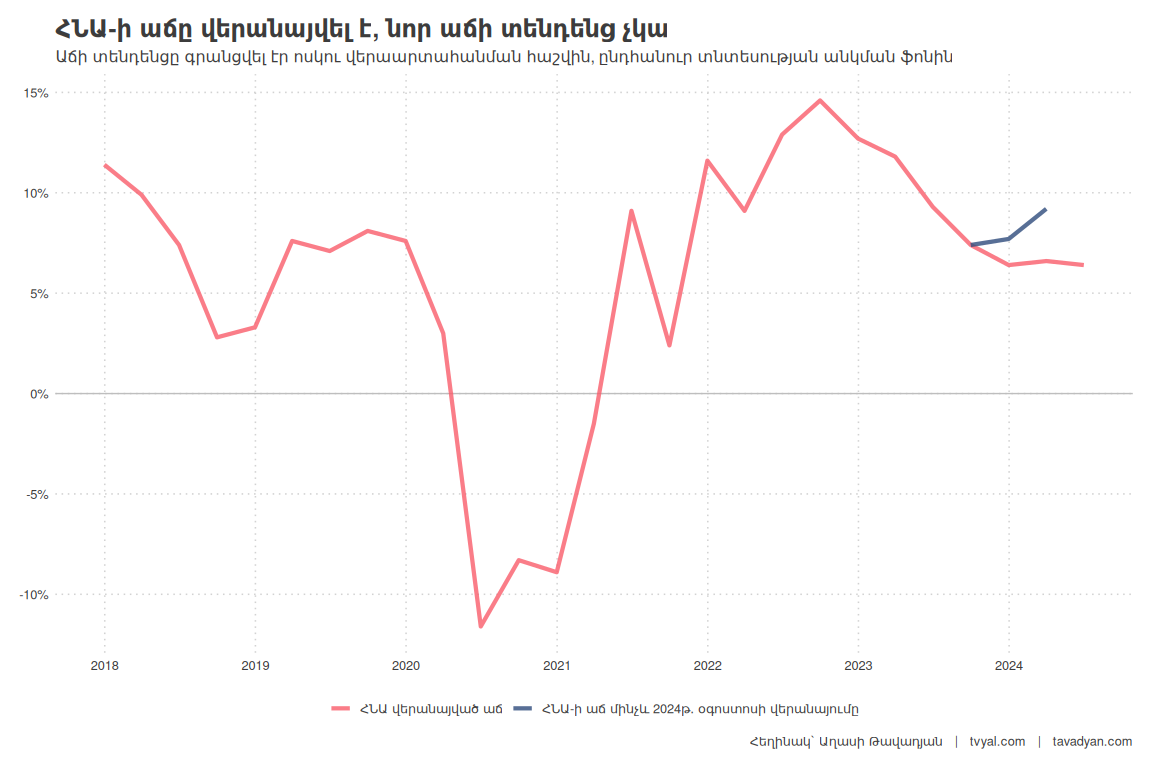 ՀՆԱ-ի աճը վերանայվել է, նոր աճի տենդենց չկա
Աճի տենդենցը գրանցվել էր ոսկու վերաարտահանման հաշվին, ընդհանուր տնտեսության անկման ֆոնին
15%
10%
5%
0%
-5%
-10%
2018 2019 2020 2021 2022 2023 2024
ՀՆԱ վերանայված աճ ՀՆԱ-ի աճ մինչև 2024թ. օգոստոսի վերանայումը
Հեղինակ՝ Աղասի Թավադյան | tvyal.com | tavadyan.com